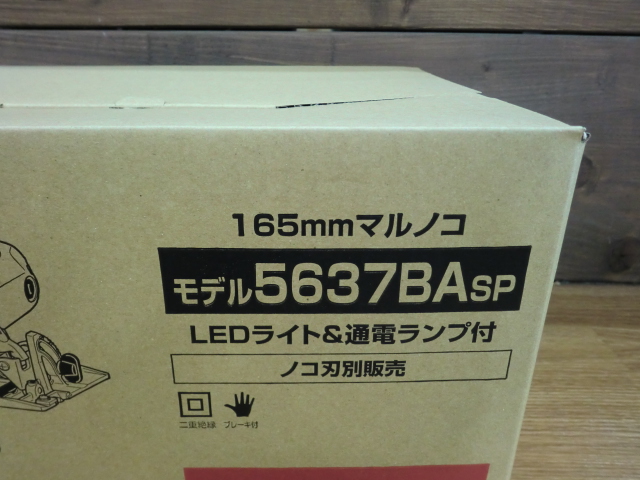 165mmマルノコ
モデル5637BASP
LEDライト&通電ランプ付
ノコ刃別販売
二重絶縁 ブレーキ付